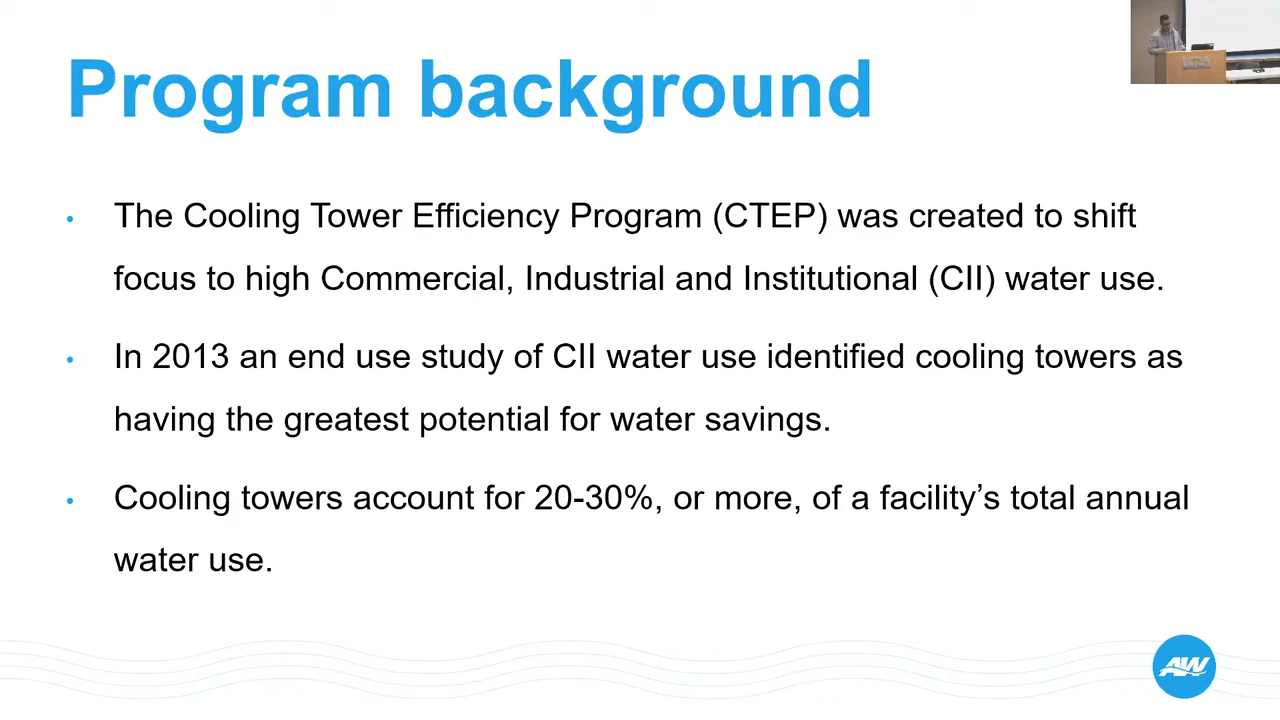 Program background
• The Cooling Tower Efficiency Program (CTEP) was created to shift
focus to high Commercial, Industrial and Institutional (CII) water use.
• In 2013 an end use study of CII water use identified cooling towers as
having the greatest potential for water savings.
• Cooling towers account for 20-30%, or more, of a facility’s total annual
water use.
AW